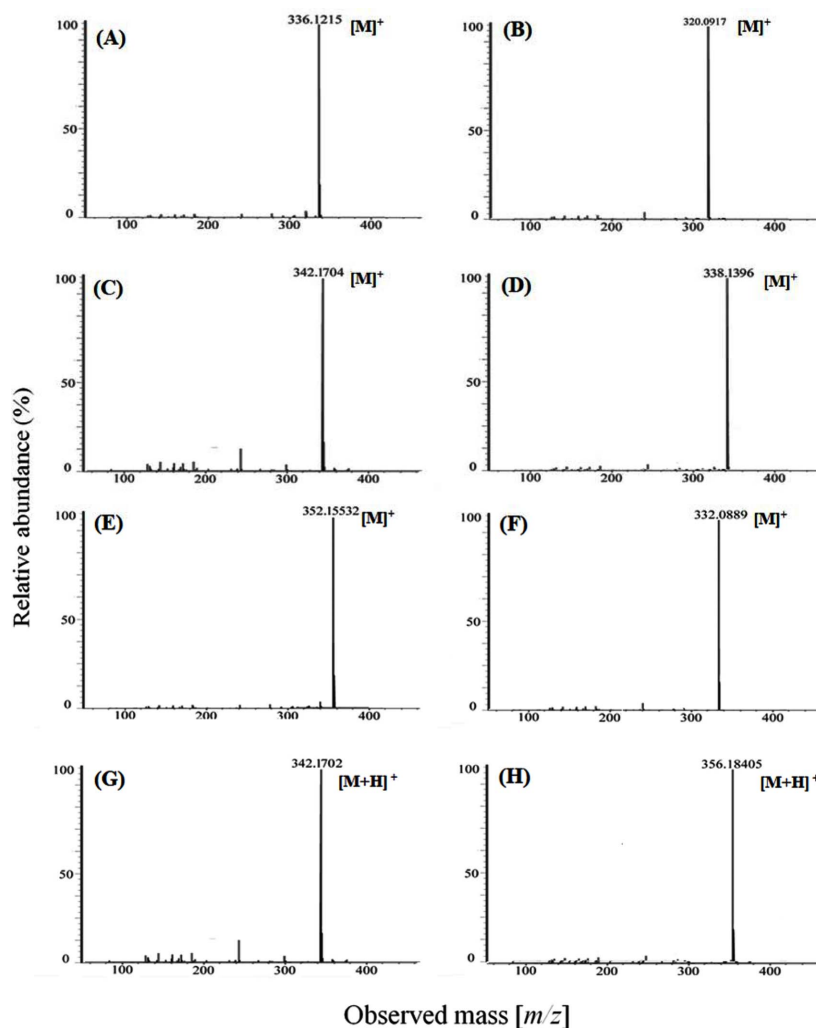 336.1215
100
(A)
[M]⁺
50
0
100 200 300 400
320.0917
100
(B)
[M]⁺
50
0
100 200 300 400
342.1704
100
(C)
[M]⁺
50
0
100 200 300 400
338.1396
100
(D)
[M]⁺
50
0
100 200 300 400
352.15532
100
(E)
[M]⁺
50
0
100 200 300 400
332.0889
100
(F)
[M]⁺
50
0
100 200 300 400
342.1702
100
(G)
[M+H]⁺
50
0
100 200 300 400
356.18405
100
(H)
[M+H]⁺
50
0
100 200 300 400
Relative abundance (%)
Observed mass [m/z]